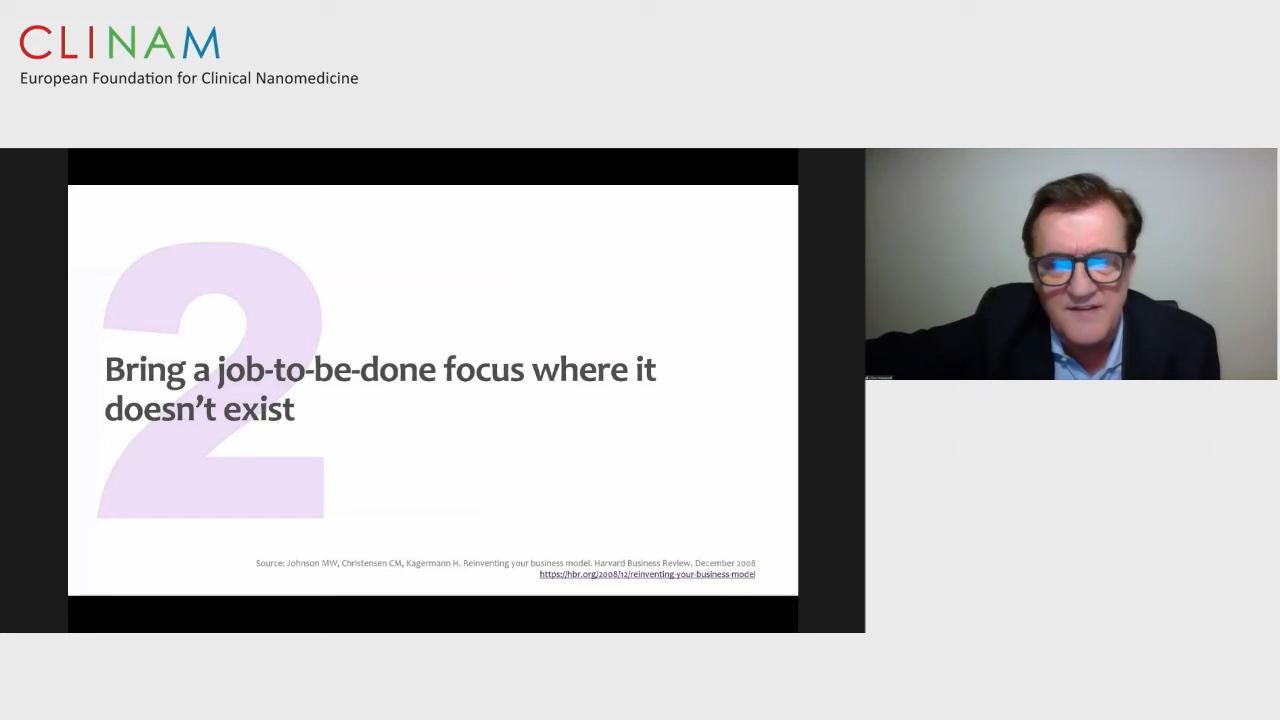 CLINAM
European Foundation for Clinical Nanomedicine
2
Bring a job-to-be-done focus where it
doesn't exist
Source: Johnson MW, Christensen CM, Kagermann H. Reinventing your business model. Harvard Business Review. December 2008
https://hbr.org/2008/12/reinventing-your-business-model